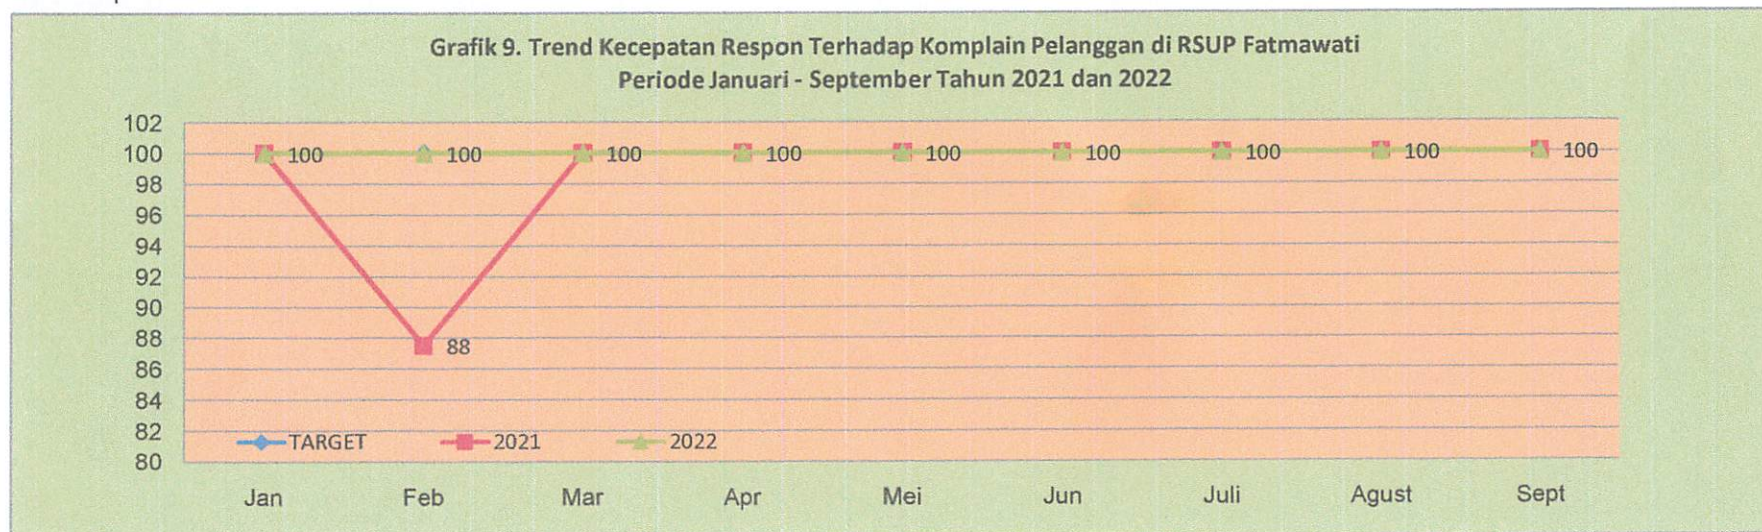 Grafik 9. Trend Kecepatan Respon Terhadap Komplain Pelanggan di RSUP Fatmawati
Periode Januari - September Tahun 2021 dan 2022
102
100
98
96
94
92
90
88
86
84
82
80
100 100 100 100 100 100 100 100 100
88
TARGET 2021 2022
Jan Feb Mar Apr Mei Jun Juli Agust Sept